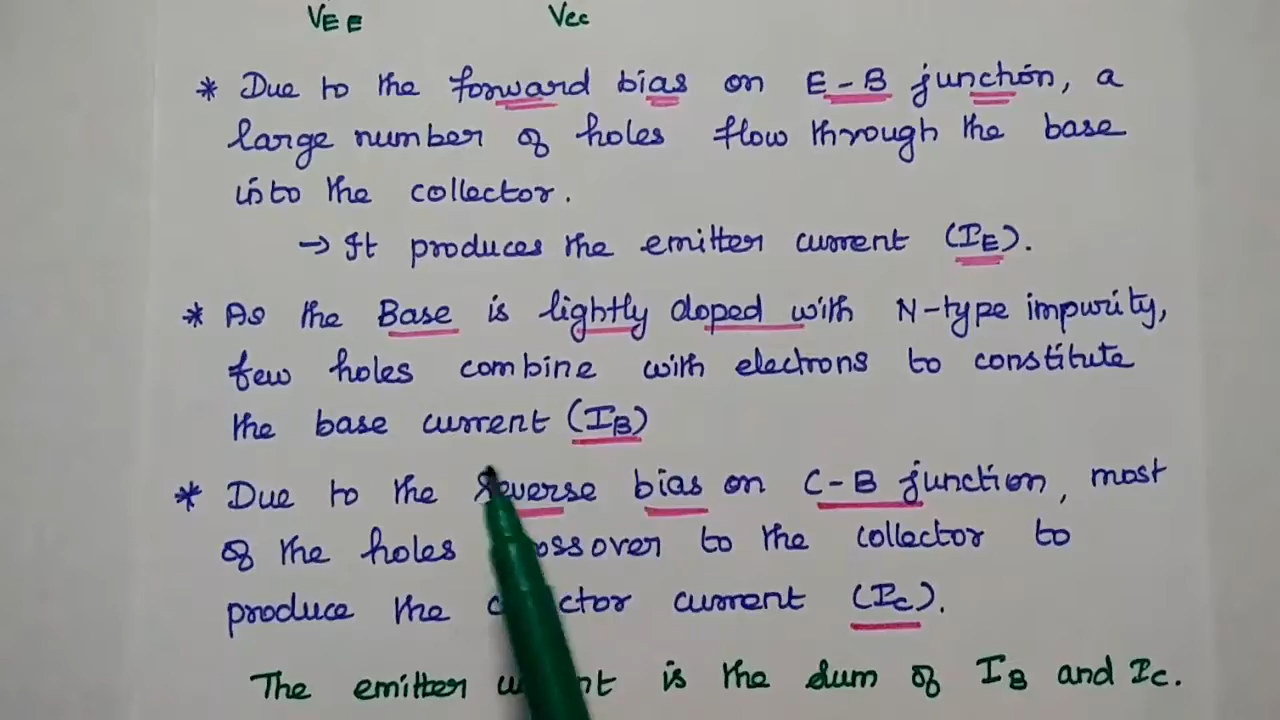 VEE Vcc
* Due to the forward bias on E-B junction, a
large number of holes flow through the base
into the collector.
→ It produces the emitter current (IE).
* As the Base is lightly doped with N-type impurity,
few holes combine with electrons to constitute
the base current (IB)
* Due to the reverse bias on C-B junction, most
of the holes to the collector to
produce the current (Ic).
The emitter is the sum of IB and Ic.